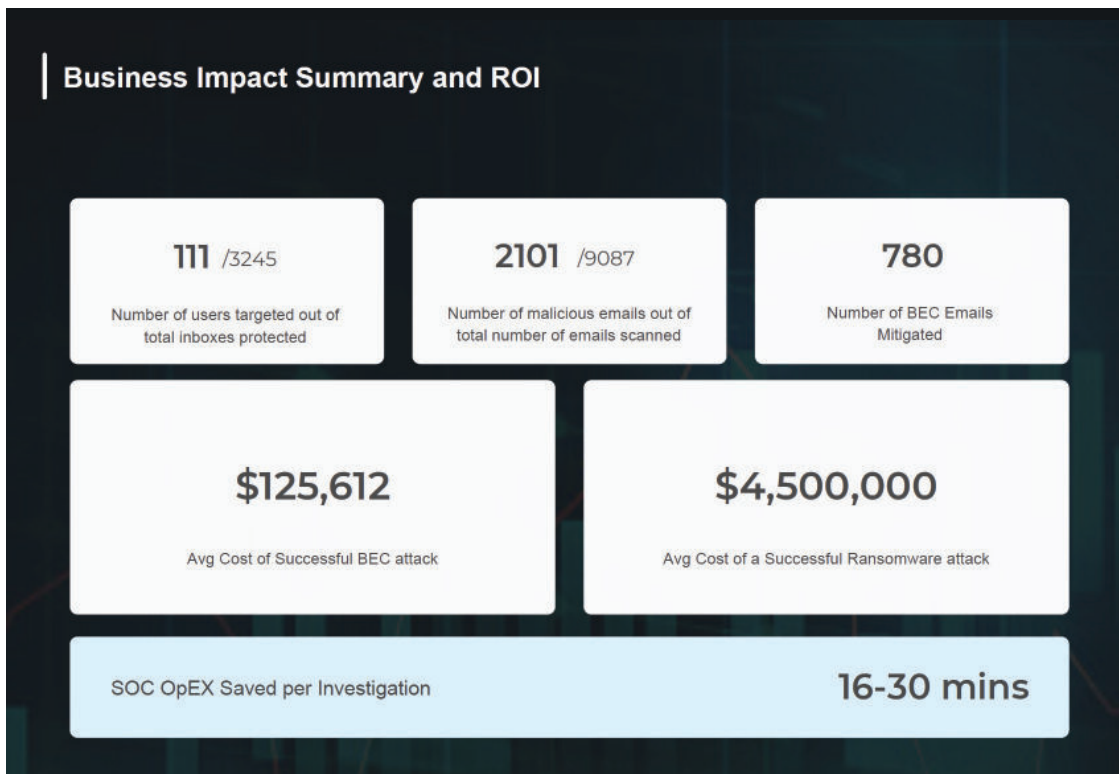 Business Impact Summary and ROI
111 /3245
Number of users targeted out of
total inboxes protected
2101 /9087
Number of malicious emails out of
total number of emails scanned
780
Number of BEC Emails
Mitigated
$125,612
Avg Cost of Successful BEC attack
$4,500,000
Avg Cost of a Successful Ransomware attack
SOC OpEX Saved per Investigation
16-30 mins